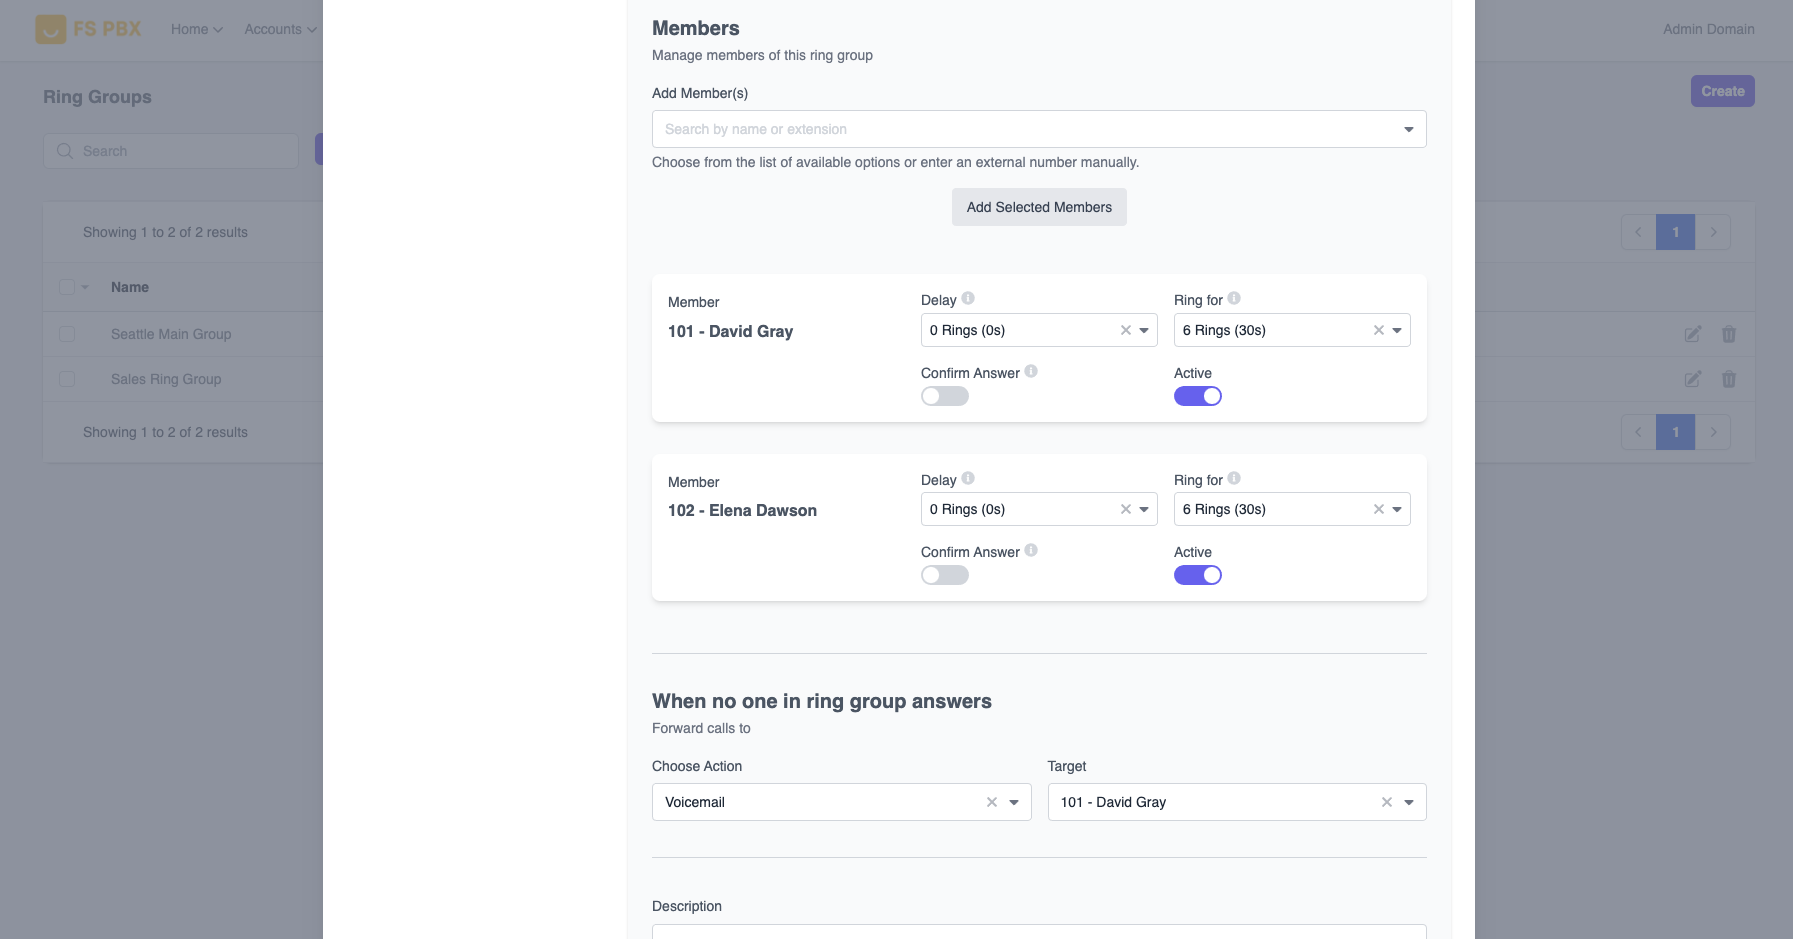 FS PBX
Home
Accounts
Admin Domain
Ring Groups
Create
Search
Showing 1 to 2 of 2 results
1
Name
Seattle Main Group
Sales Ring Group
Showing 1 to 2 of 2 results
1
Members
Manage members of this ring group
Add Member(s)
Search by name or extension
Choose from the list of available options or enter an external number manually.
Add Selected Members
Member
101 - David Gray
Delay
0 Rings (0s)
Ring for
6 Rings (30s)
Confirm Answer
Active
Member
102 - Elena Dawson
Delay
0 Rings (0s)
Ring for
6 Rings (30s)
Confirm Answer
Active
When no one in ring group answers
Forward calls to
Choose Action
Voicemail
Target
101 - David Gray
Description